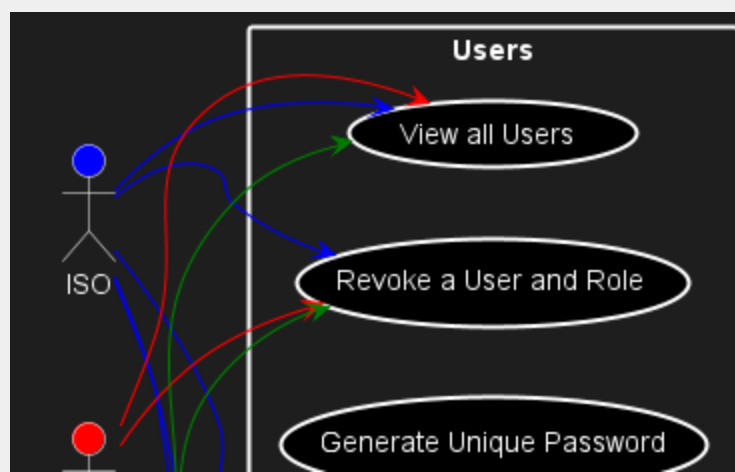 Users
View all Users
ISO
Revoke a User and Role
Generate Unique Password